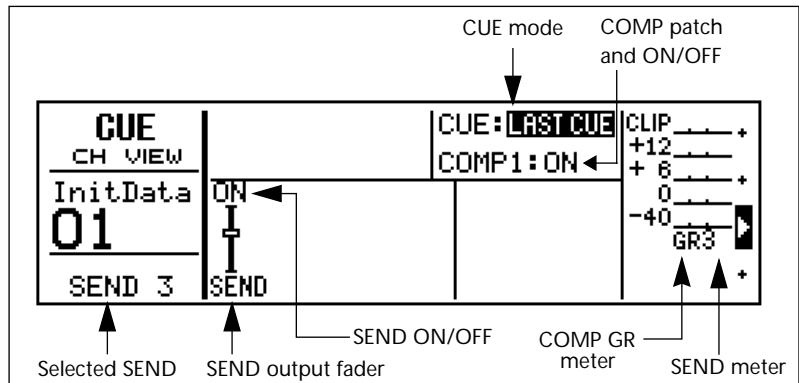 CUE mode
COMP patch
and ON/OFF
CUE
CH VIEW
InitData
01
SEND 3
ON
SEND
CUE:LAST CUE
COMP1:ON
CLIP
+12
+ 6
0
-40
GR3
SEND ON/OFF
COMP GR
meter
Selected SEND
SEND output fader
SEND meter